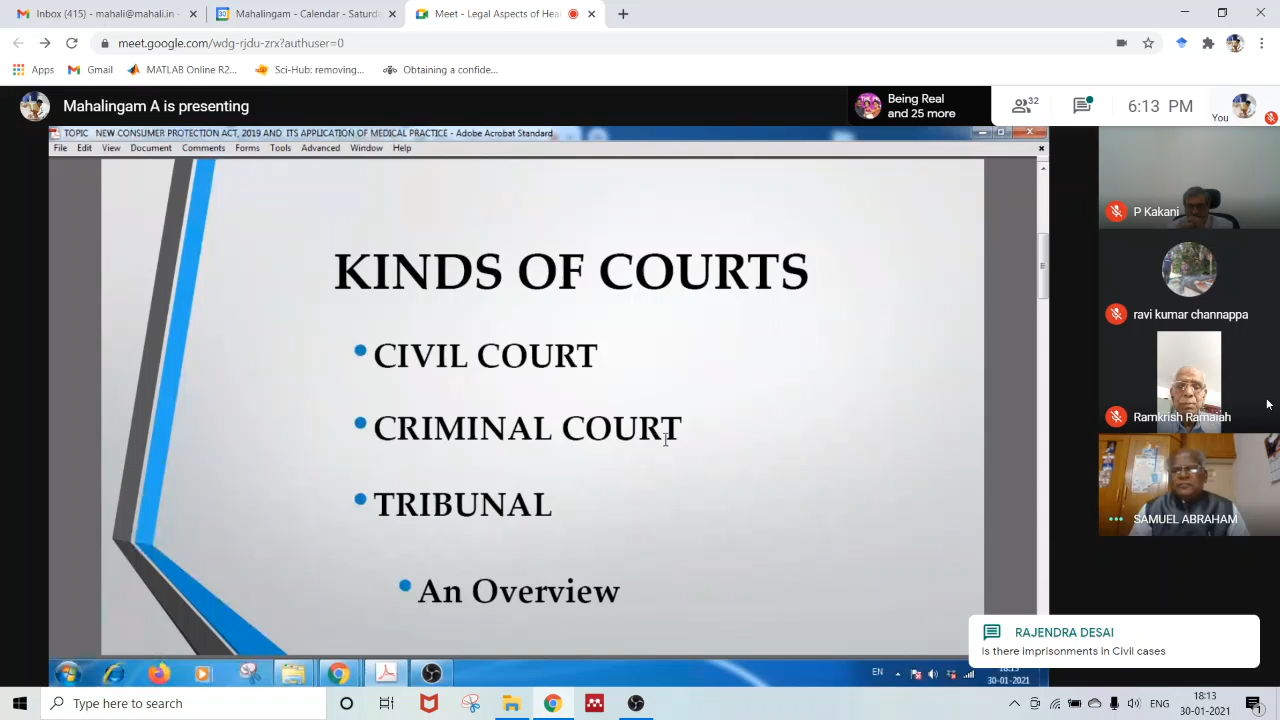 Inbox (415) - mahali@mahali.in -
Mahalingam - Calendar - Saturda
Meet - Legal Aspects of Hea
meet.google.com/wdg-rjdu-zrx?authuser=0
Apps
Gmail
MATLAB Online R2...
Sci-Hub: removing...
Obtaining a confide...
Mahalingam A is presenting
Being Real
and 25 more
32
6:13 PM
You
TOPIC NEW CONSUMER PROTECTION ACT, 2019 AND ITS APPLICATION OF MEDICAL PRACTICE - Adobe Acrobat Standard
File Edit View Document Comments Forms Tools Advanced Window Help
KINDS OF COURTS
• CIVIL COURT
• CRIMINAL COURT
• TRIBUNAL
• An Overview
P Kakani
ravi kumar channappa
Ramkrish Ramaiah
SAMUEL ABRAHAM
RAJENDRA DESAI
Is there imprisonments in Civil cases
EN
30-01-2021
Type here to search
ENG
18:13
30-01-2021